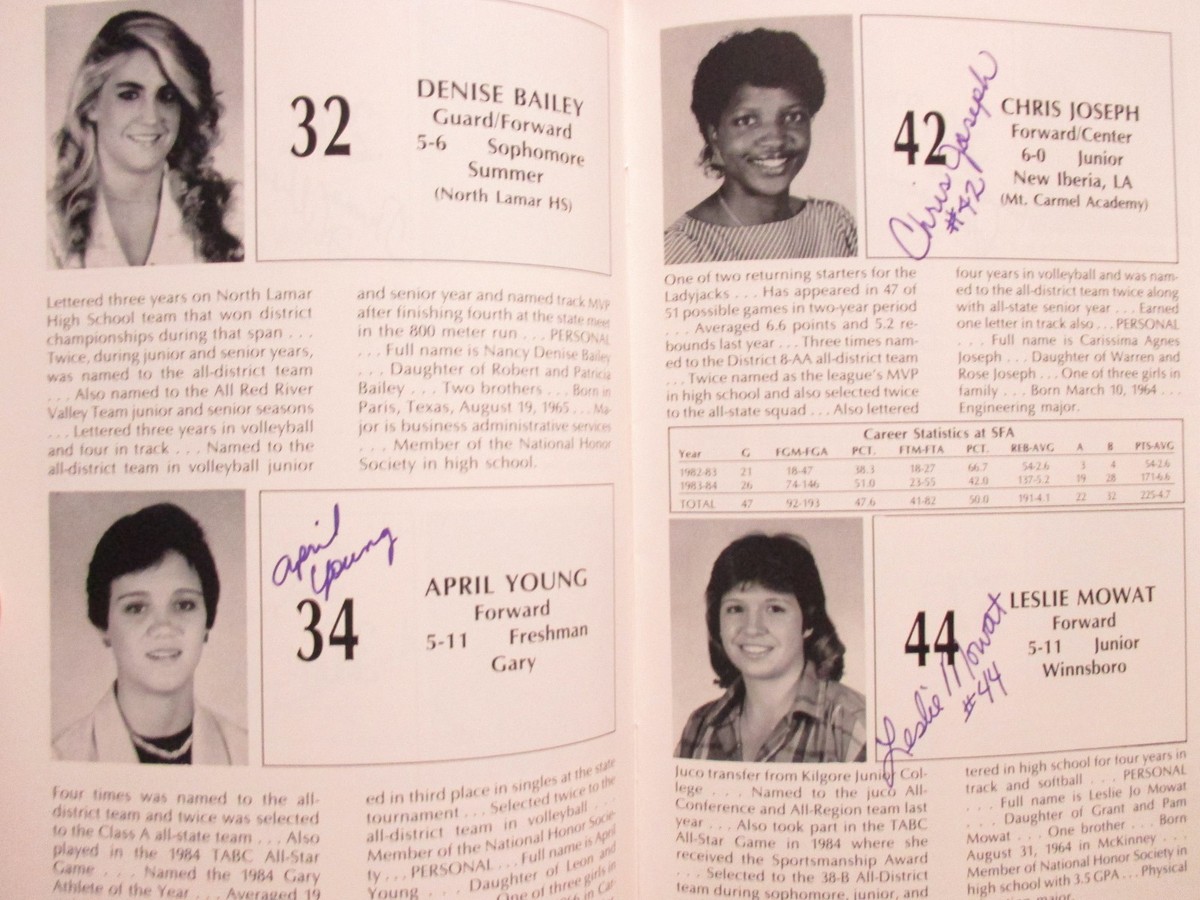 32
DENISE BAILEY
Guard/Forward
5-6 Sophomore
Summer
(North Lamar HS)
Lettered three years on North Lamar
High School team that won district
championships during that span . . .
Twice, during junior and senior years,
was named to the all-district team
. . . Also named to the All Red River
Valley Team junior and senior seasons
. . . Lettered three years in volleyball
and four in track . . . Named to the
all-district team in volleyball junior
and senior year and named track MVP
after finishing fourth at the state meet
in the 800 meter run . . . PERSONAL
. . . Full name is Nancy Denise Bailey
. . . Daughter of Robert and Patricia
Bailey . . . Two brothers . . . Born in
Paris, Texas, August 19, 1965 . . . Ma-
jor is business administrative services
. . . Member of the National Honor
Society in high school.
April
Young
34
APRIL YOUNG
Forward
5-11 Freshman
Gary
Four times was named to the all-
district team and twice was selected
to the Class A all-state team . . . Also
played in the 1984 TABC All-Star
Game . . . Named the 1984 Gary
Athlete of the Year . . . Averaged 19
ed in third place in singles at the state
tournament . . . Selected twice to the
all-district team in volleyball . . .
Member of the National Honor Socie-
ty . . . PERSONAL . . . Full name is April
Young . . . Daughter of Leon and
One of three girls in
42
CHRIS JOSEPH
Forward/Center
6-0 Junior
New Iberia, LA
(Mt. Carmel Academy)
Chris Joseph
#42
One of two returning starters for the
Ladyjacks . . . Has appeared in 47 of
51 possible games in two-year period
. . . Averaged 6.6 points and 5.2 re-
bounds last year . . . Three times nam-
ed to the District 8-AA all-district team
. . . Twice named as the league's MVP
in high school and also selected twice
to the all-state squad . . . Also lettered
four years in volleyball and was nam-
ed to the all-district team twice along
with all-state senior year . . . Earned
one letter in track also . . . PERSONAL
. . . Full name is Carissima Agnes
Joseph . . . Daughter of Warren and
Rose Joseph . . . One of three girls in
family . . . Born March 10, 1964 . . .
Engineering major.
Career Statistics at SFA
Year G FGM-FGA PCT. FTM-FTA PCT. REB-AVG A B PTS-AVG
1982-83 21 18-47 38.3 18-27 66.7 54-2.6 3 4 54-2.6
1983-84 26 74-146 51.0 23-55 42.0 137-5.2 19 28 171-6.6
TOTAL 47 92-193 47.6 41-82 50.0 191-4.1 22 32 225-4.7
44
LESLIE MOWAT
Forward
5-11 Junior
Winnsboro
Leslie Mowat
#44
Juco transfer from Kilgore Junior Col-
lege . . . Named to the juco All-
Conference and All-Region team last
year . . . Also took part in the TABC
All-Star Game in 1984 where she
received the Sportsmanship Award
. . . Selected to the 38-B All-District
team during sophomore, junior, and
tered in high school for four years in
track and softball . . . PERSONAL
. . . Full name is Leslie Jo Mowat
. . . Daughter of Grant and Pam
Mowat . . . One brother . . . Born
August 31, 1964 in McKinney . . .
Member of National Honor Society in
high school with 3.5 GPA . . . Physical
major.